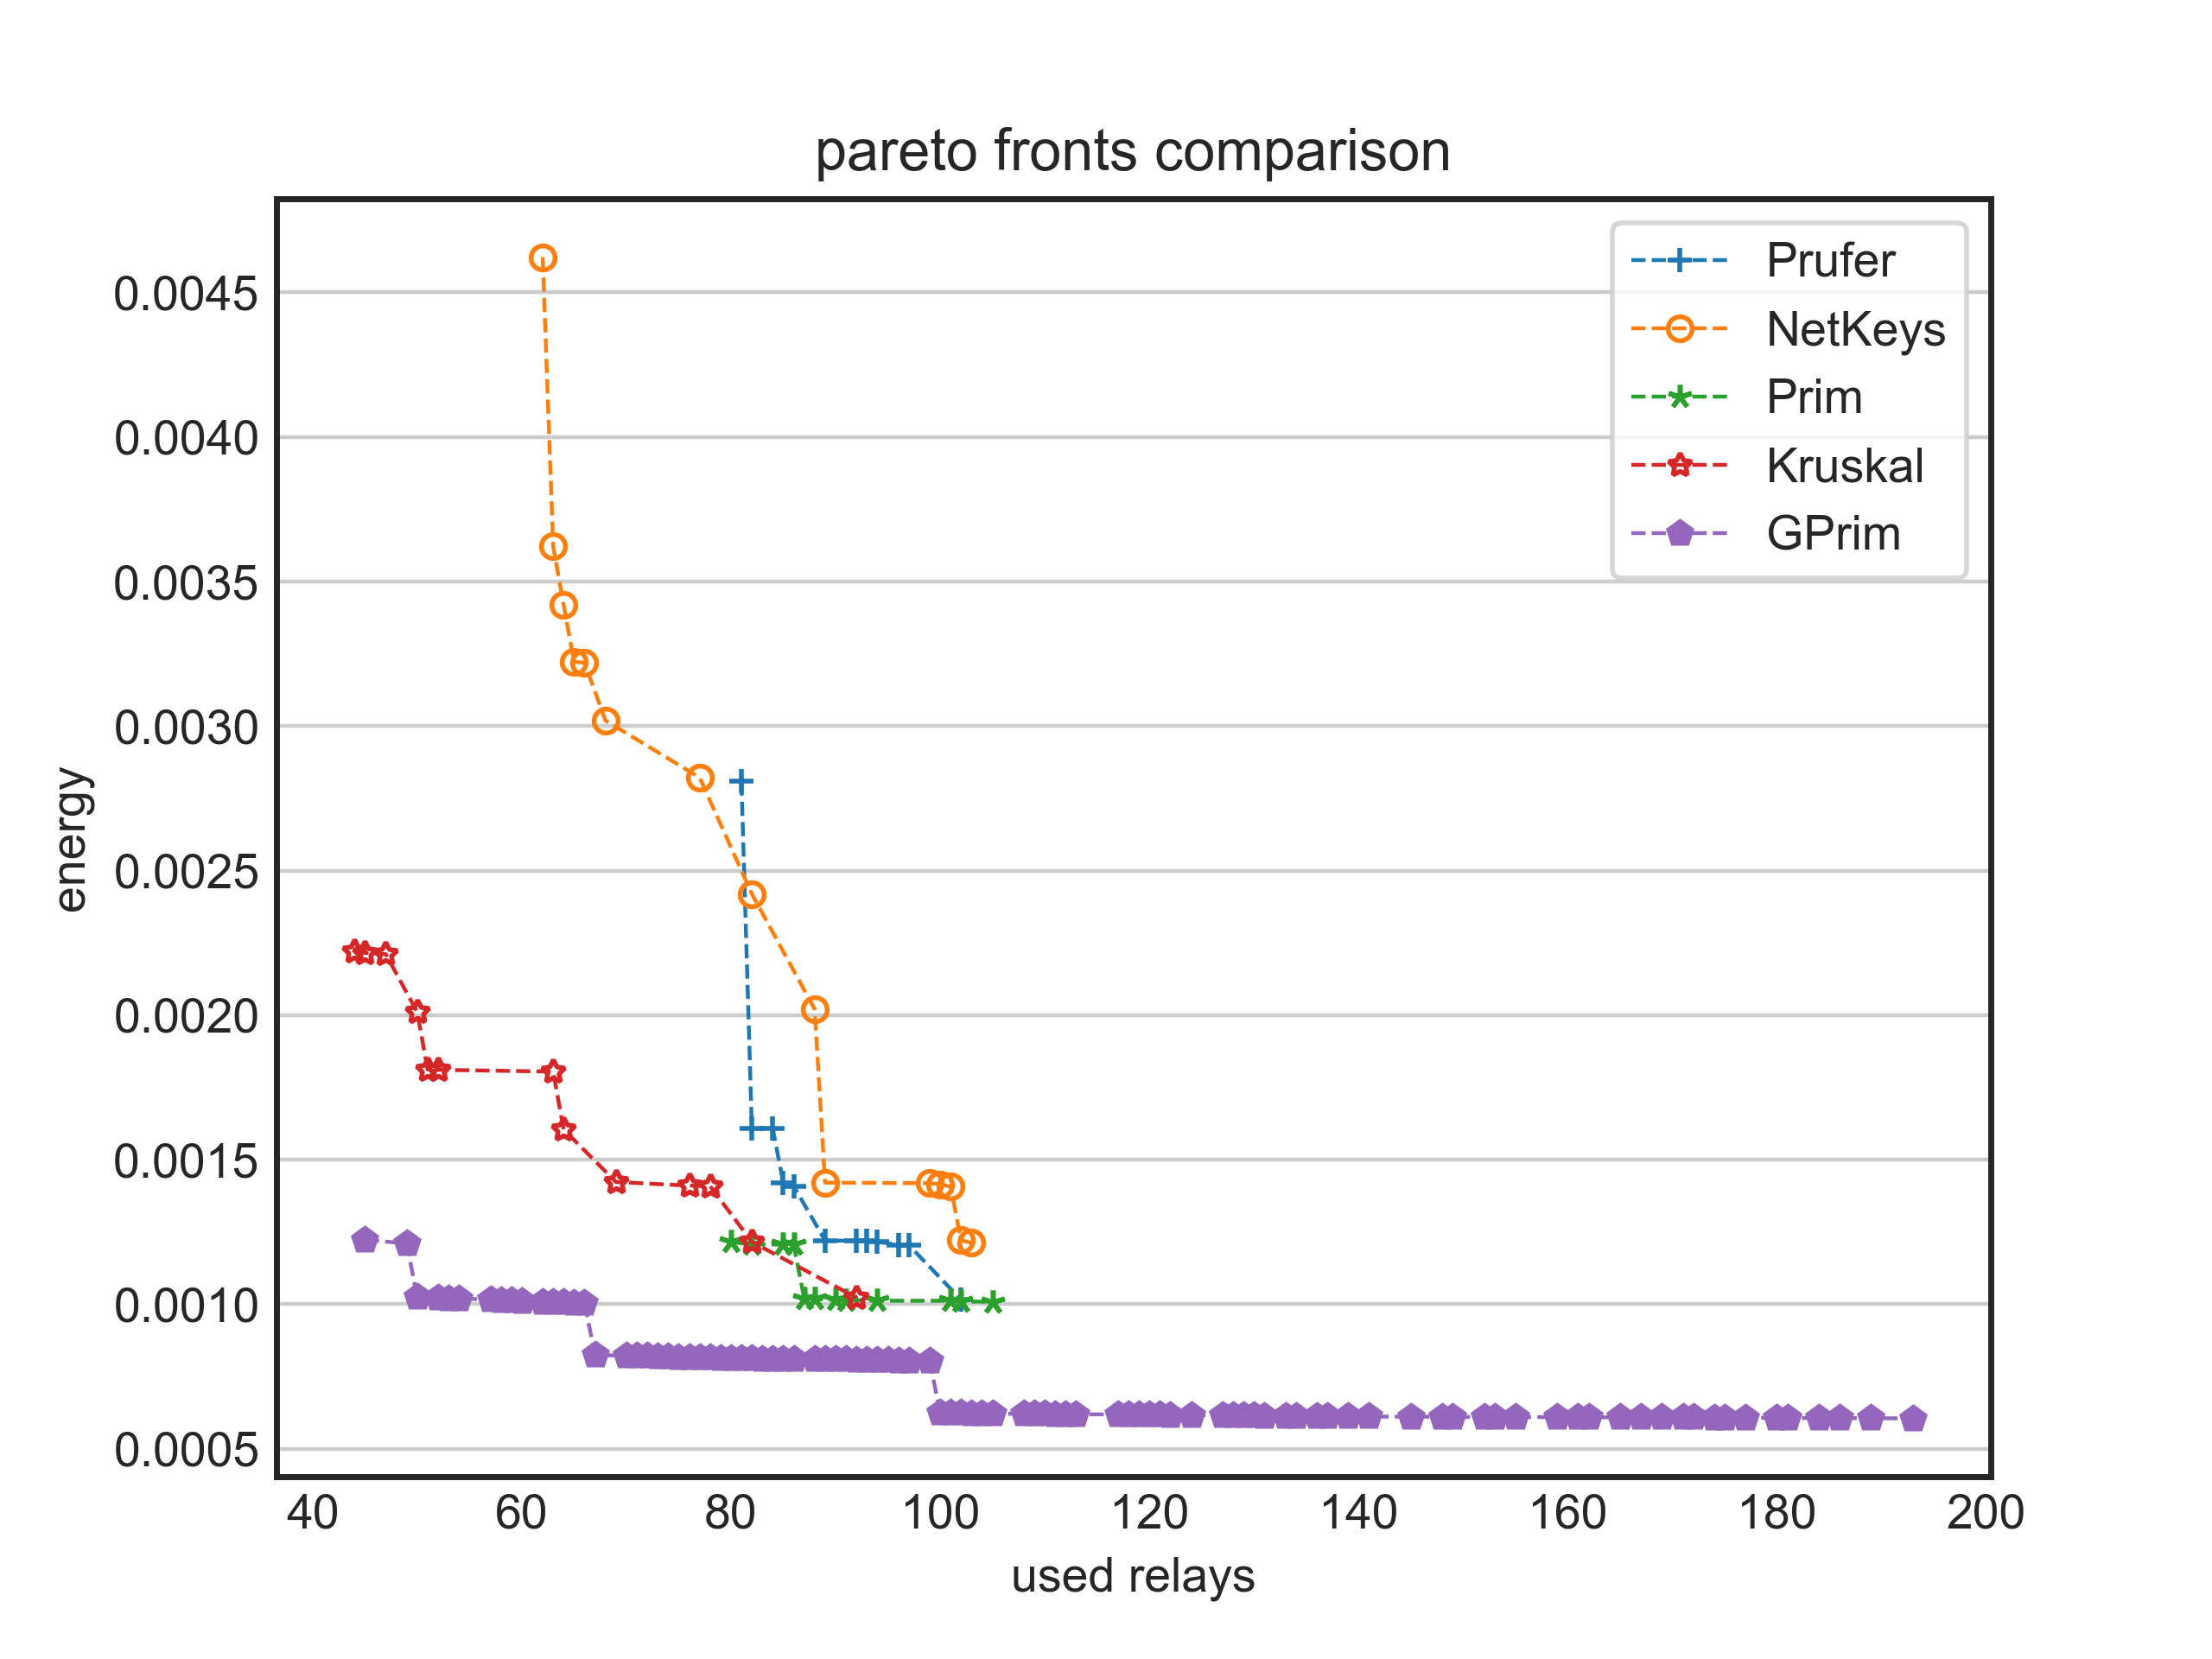 pareto fronts comparison
Prufer
NetKeys
Prim
Kruskal
GPrim
energy
0.0045
0.0040
0.0035
0.0030
0.0025
0.0020
0.0015
0.0010
0.0005
40 60 80 100 120 140 160 180 200
used relays